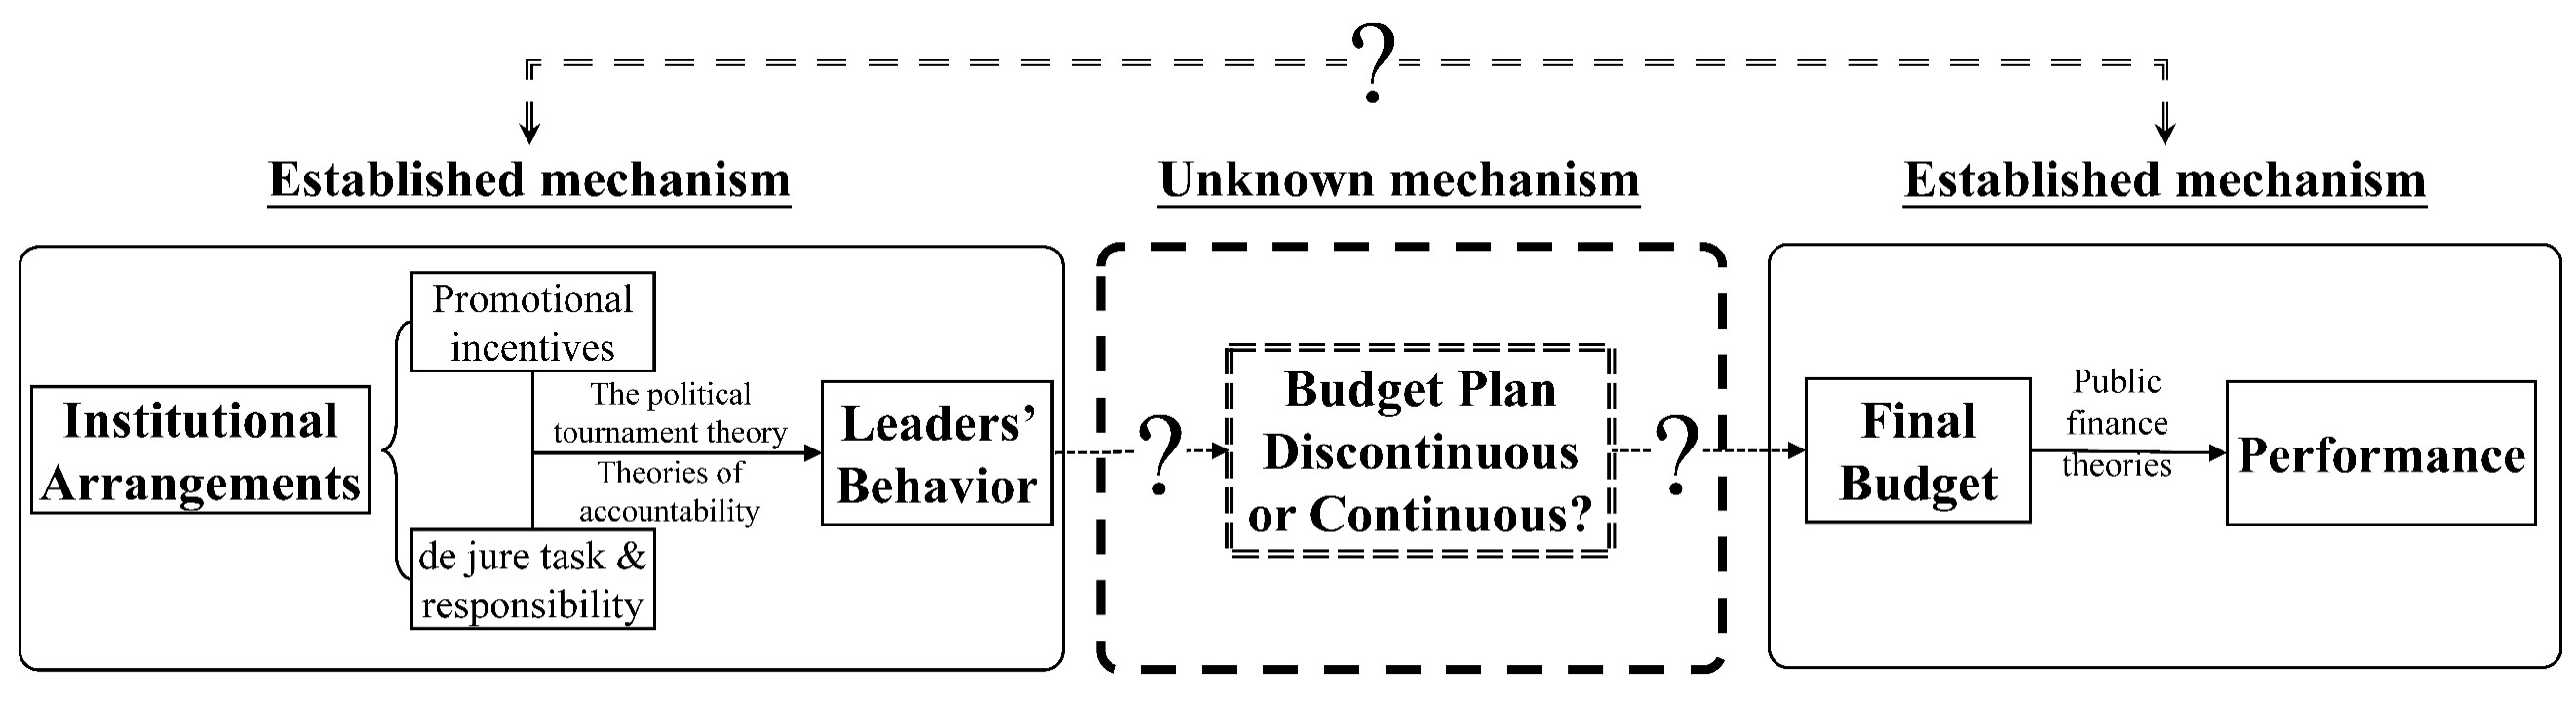 ?
Established mechanism
Unknown mechanism
Established mechanism
Institutional
Arrangements
Promotional
incentives
de jure task &
responsibility
The political
tournament theory
Theories of
accountability
Leaders’
Behavior
?
Budget Plan
Discontinuous
or Continuous?
?
Final
Budget
Public
finance
theories
Performance